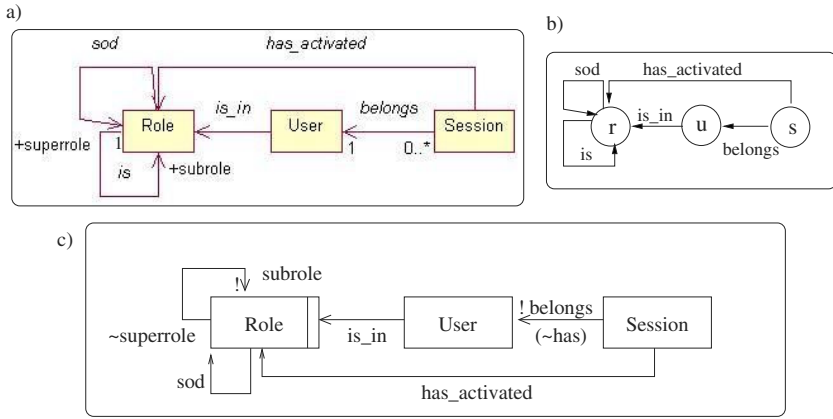 a)
sod
has_activated
is_in
belongs
Role
User
Session
+superrole
1
is
+subrole
1
0..*
b)
sod
has_activated
r
is_in
u
s
is
belongs
c)
!
subrole
~superrole
Role
is_in
User
! belongs
(~has)
Session
sod
has_activated